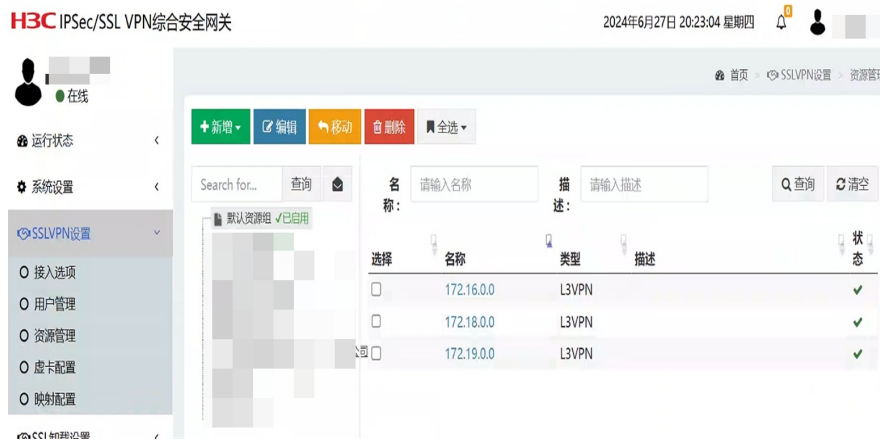 H3C IPSec/SSL VPN综合安全网关
2024年6月27日 20:23:04 星期四
6
在线
首页 > SSLVPN设置 > 资源管
运行状态
系统设置
SSLVPN设置
接入选项
用户管理
资源管理
虚卡配置
映射配置
新增 编辑 移动 删除 全选
Search for... 查询
名称： 请输入名称 描述： 请输入描述 查询 清空
默认资源组 ✓已启用
选择 名称 类型 描述 状态
172.16.0.0 L3VPN ✓
172.18.0.0 L3VPN ✓
公司
172.19.0.0 L3VPN ✓